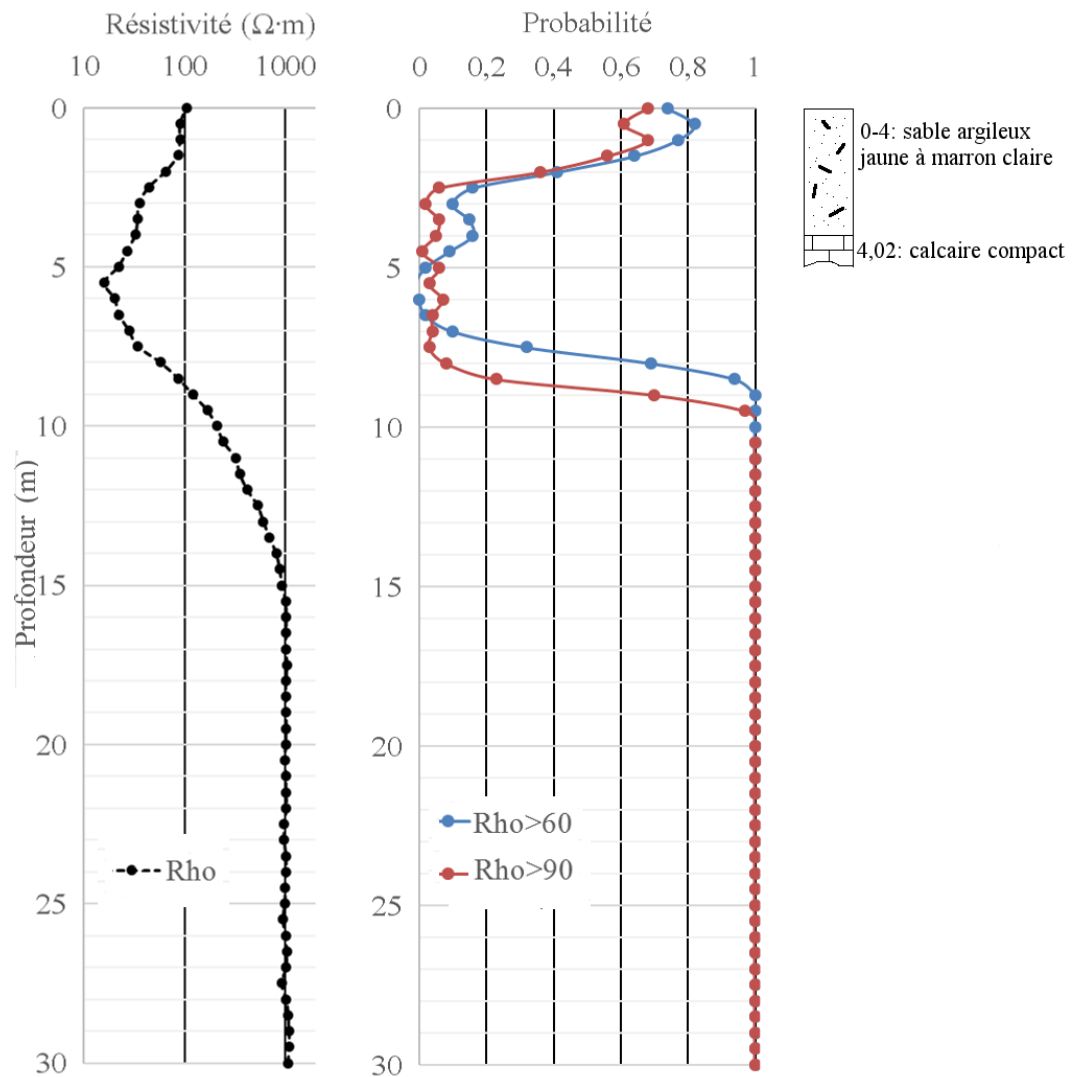 Résistivité (Ω·m)
10 100 1000
0
5
10
15
20
25
30
Profondeur (m)
Rho
Probabilité
0 0,2 0,4 0,6 0,8 1
0
5
10
15
20
25
30
Rho>60
Rho>90
0-4: sable argileux
jaune à marron claire
4,02: calcaire compact